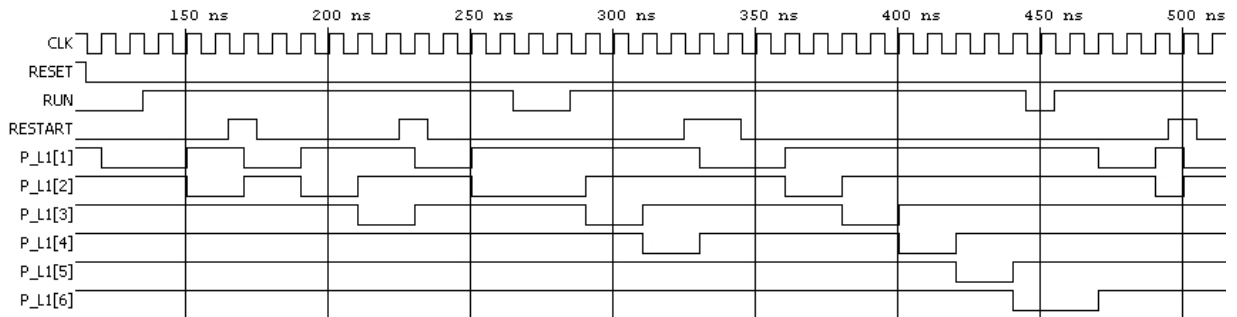 150 ns 200 ns 250 ns 300 ns 350 ns 400 ns 450 ns 500 ns
CLK
RESET
RUN
RESTART
P_L1[1]
P_L1[2]
P_L1[3]
P_L1[4]
P_L1[5]
P_L1[6]